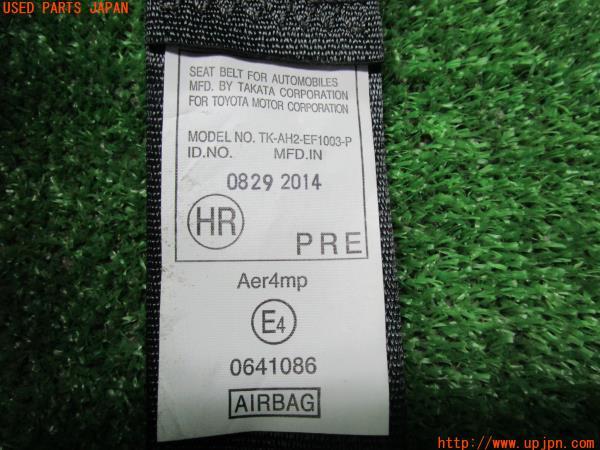 USED PARTS JAPAN
SEAT BELT FOR AUTOMOBILES
MFD. BY TAKATA CORPORATION
FOR TOYOTA MOTOR CORPORATION
MODEL NO. TK-AH2-EF1003-P
ID.NO. MFD.IN
0829 2014
HR
PRE
Aer4mp
E4
0641086
AIRBAG
http://www.upjpn.com/